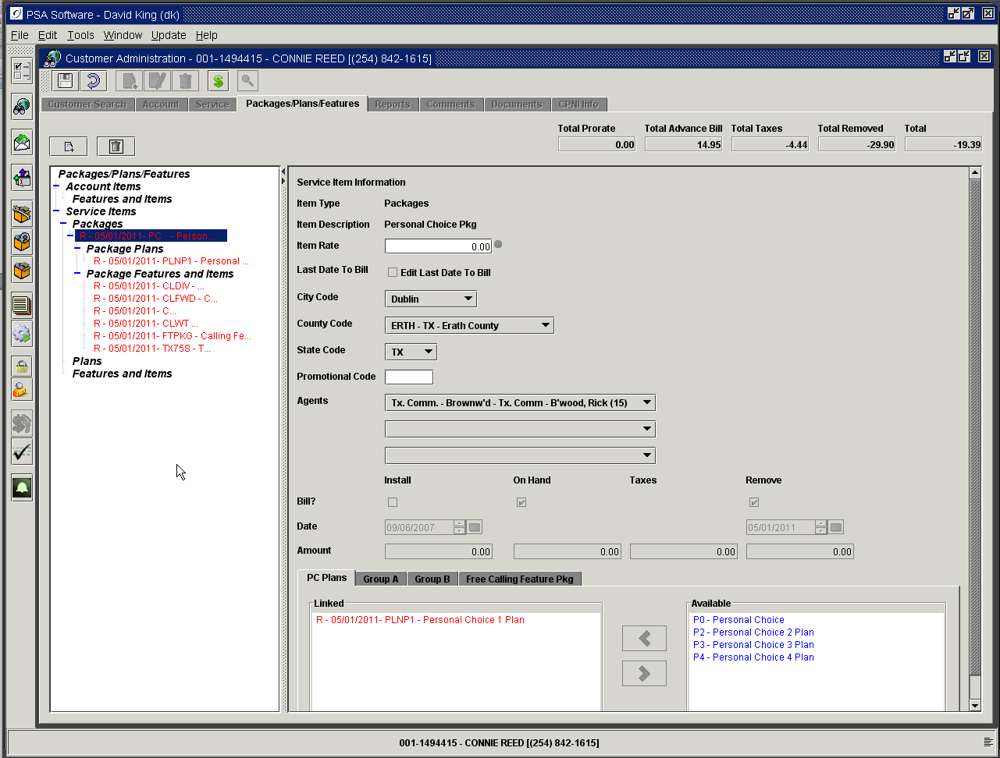 PSA Software - David King (dk)
File Edit Tools Window Update Help
Customer Administration - 001-1494415 - CONNIE REED [(254) 842-1615]
Customer Search Account Service Packages/Plans/Features Reports Comments Documents CPNI Info
Total Prorate Total Advance Bill Total Taxes Total Removed Total
0.00 14.95 -4.44 -29.90 -19.39
Packages/Plans/Features
Account Items
Features and Items
Service Items
Packages
R - 05/01/2011- PC - Person...
Package Plans
R - 05/01/2011- PLNP1 - Personal ...
Package Features and Items
R - 05/01/2011- CLDIV - ...
R - 05/01/2011- CLFWD - C...
R - 05/01/2011- C...
R - 05/01/2011- CLWT ...
R - 05/01/2011- FTPKG - Calling Fe...
R - 05/01/2011- TX758 - T...
Plans
Features and Items
Service Item Information
Item Type Packages
Item Description Personal Choice Pkg
Item Rate 0.00
Last Date To Bill Edit Last Date To Bill
City Code Dublin
County Code ERTH - TX - Erath County
State Code TX
Promotional Code
Agents Tx. Comm. - Brownw'd - Tx. Comm - B'wood, Rick (15)
Install On Hand Taxes Remove
Bill?
Date 09/06/2007 05/01/2011
Amount 0.00 0.00 0.00 0.00
PC Plans Group A Group B Free Calling Feature Pkg
Linked
R - 05/01/2011- PLNP1 - Personal Choice 1 Plan
Available
P0 - Personal Choice
P2 - Personal Choice 2 Plan
P3 - Personal Choice 3 Plan
P4 - Personal Choice 4 Plan
001-1494415 - CONNIE REED [(254) 842-1615]